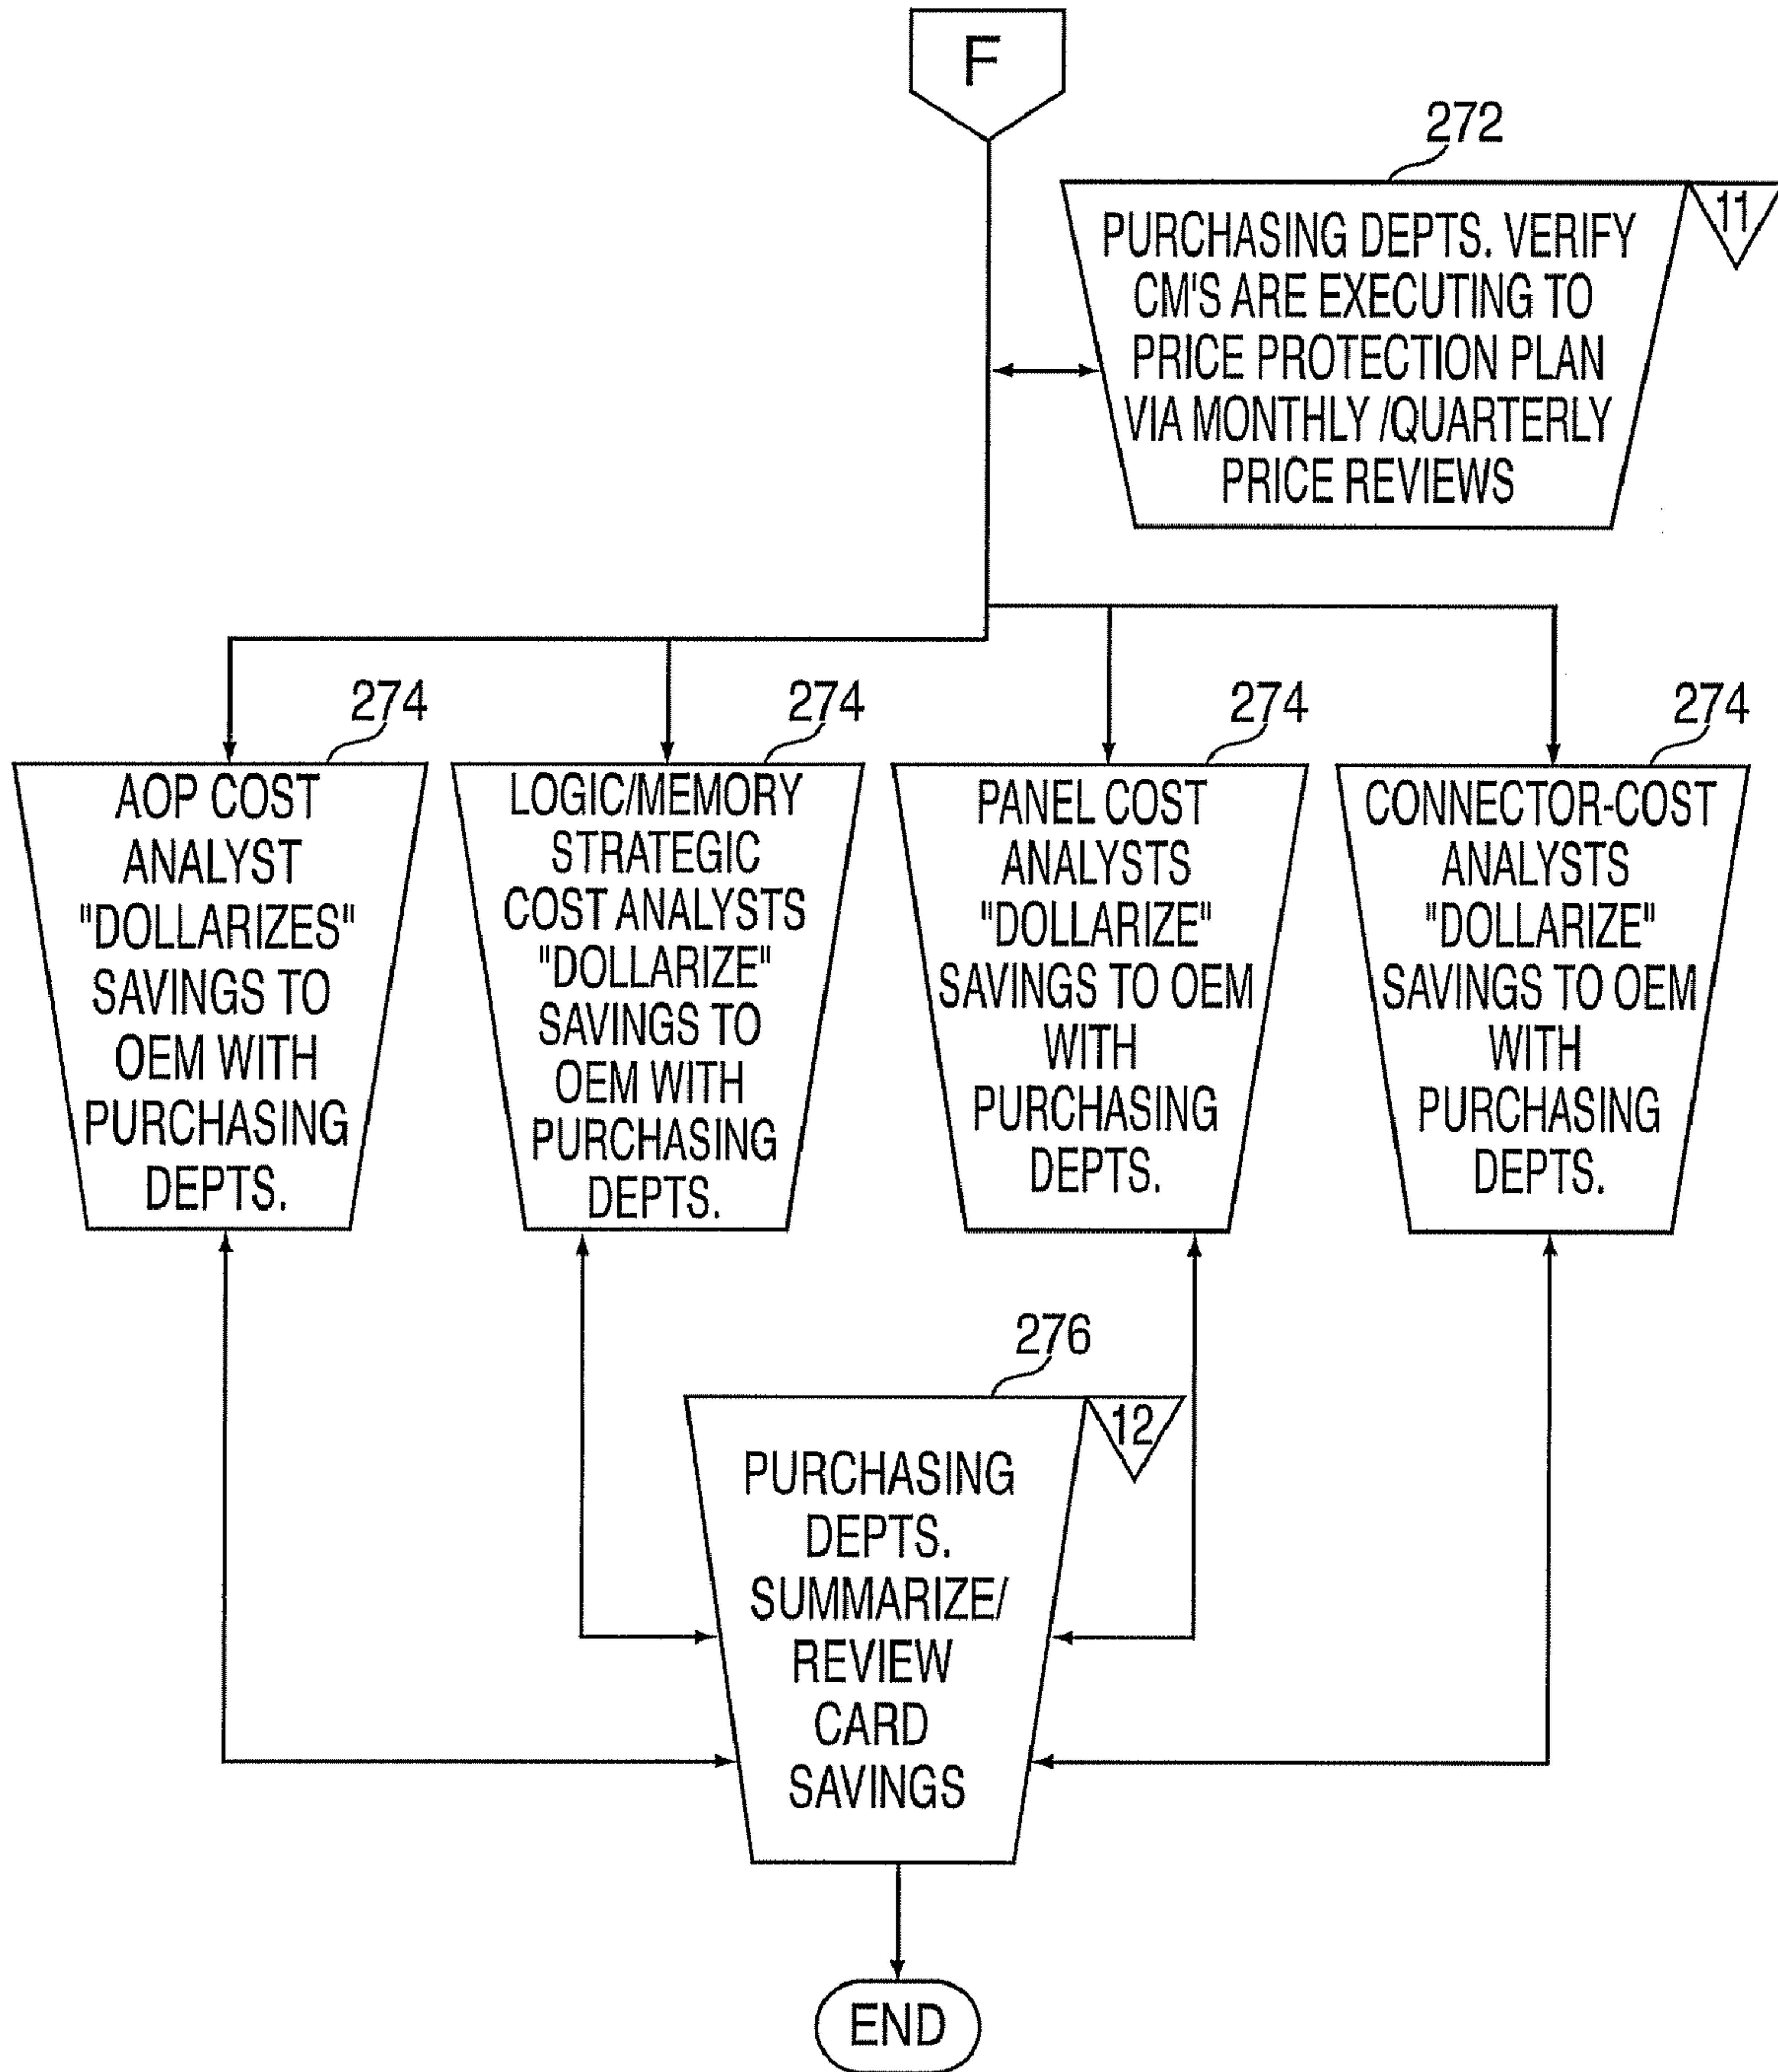 F
272
11
PURCHASING DEPTS. VERIFY
CM'S ARE EXECUTING TO
PRICE PROTECTION PLAN
VIA MONTHLY /QUARTERLY
PRICE REVIEWS
274
AOP COST
ANALYST
"DOLLARIZES"
SAVINGS TO
OEM WITH
PURCHASING
DEPTS.
274
LOGIC/MEMORY
STRATEGIC
COST ANALYSTS
"DOLLARIZE"
SAVINGS TO
OEM WITH
PURCHASING
DEPTS.
274
PANEL COST
ANALYSTS
"DOLLARIZE"
SAVINGS TO OEM
WITH
PURCHASING
DEPTS.
274
CONNECTOR-COST
ANALYSTS
"DOLLARIZE"
SAVINGS TO OEM
WITH
PURCHASING
DEPTS.
276
12
PURCHASING
DEPTS.
SUMMARIZE/
REVIEW
CARD
SAVINGS
END